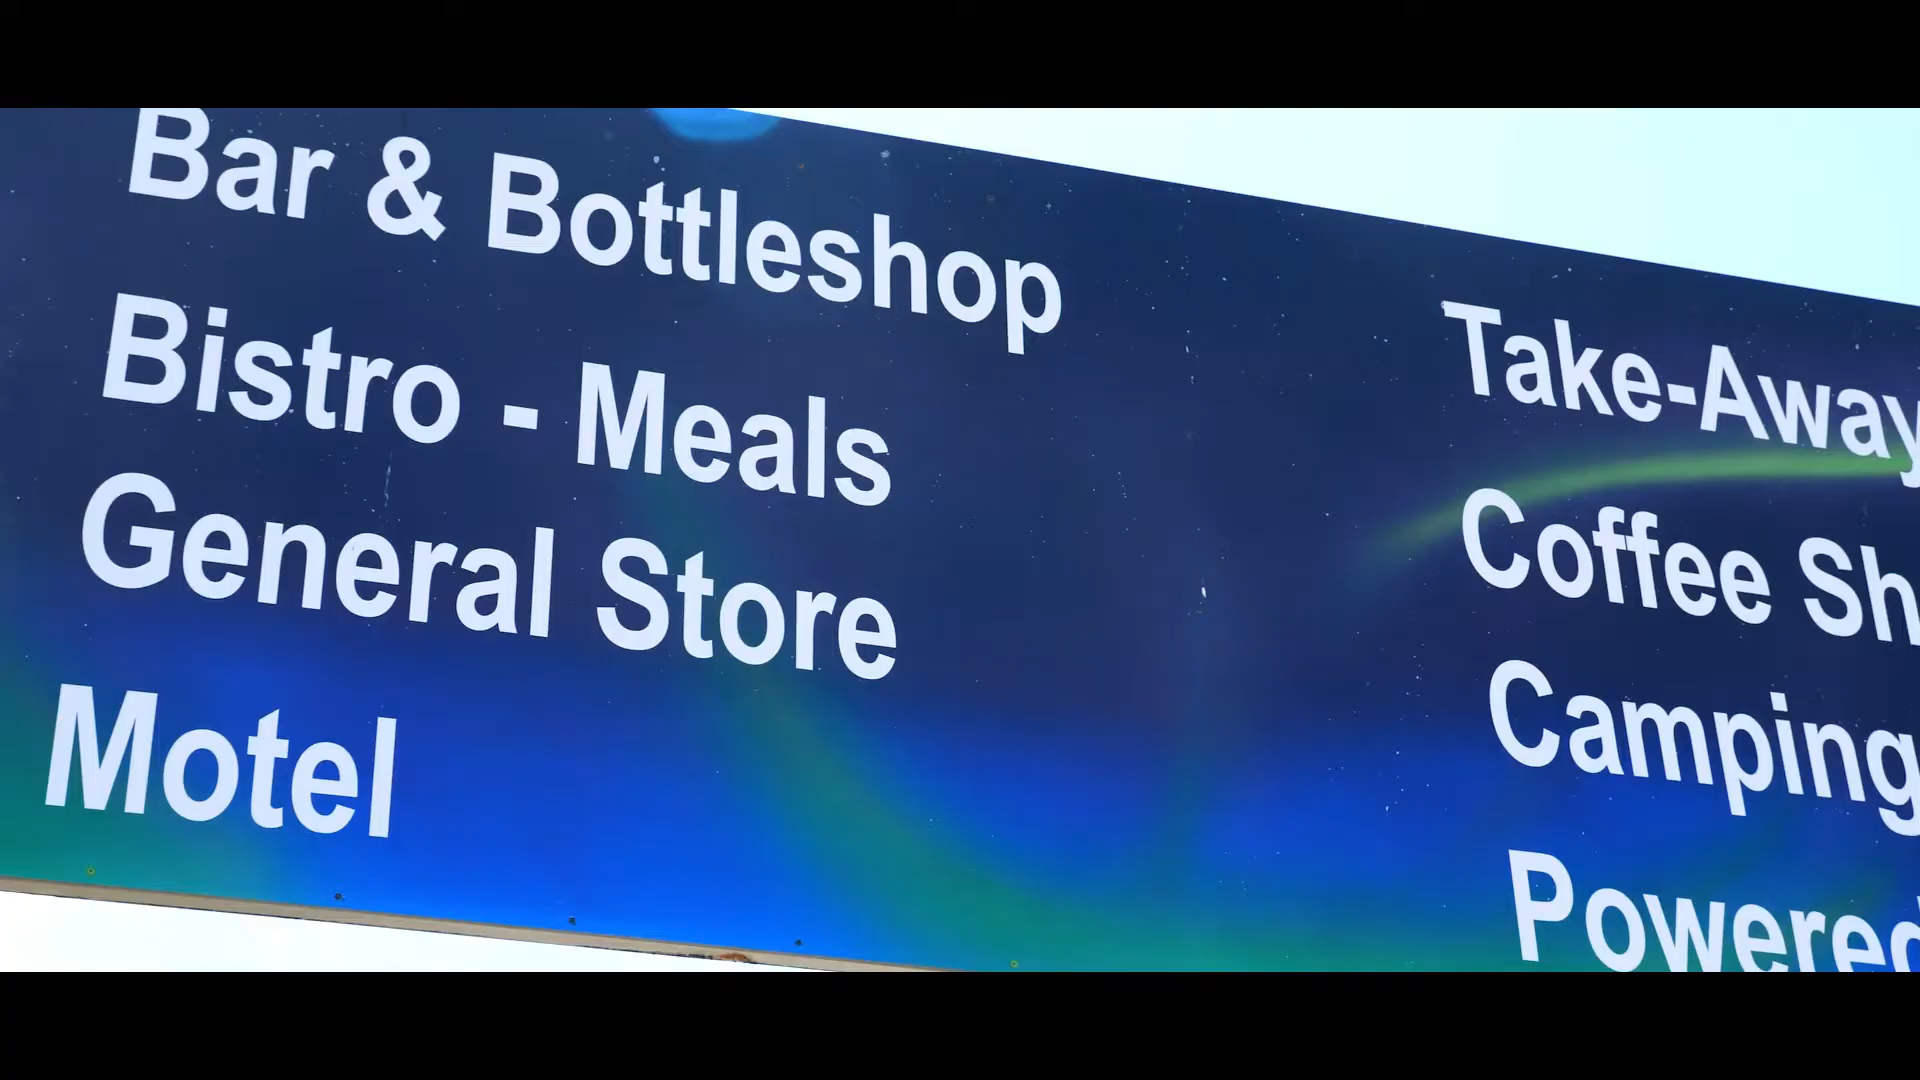 Bar & Bottleshop
Bistro - Meals
General Store
Motel
Take-Away
Coffee Sh
Camping
Powered